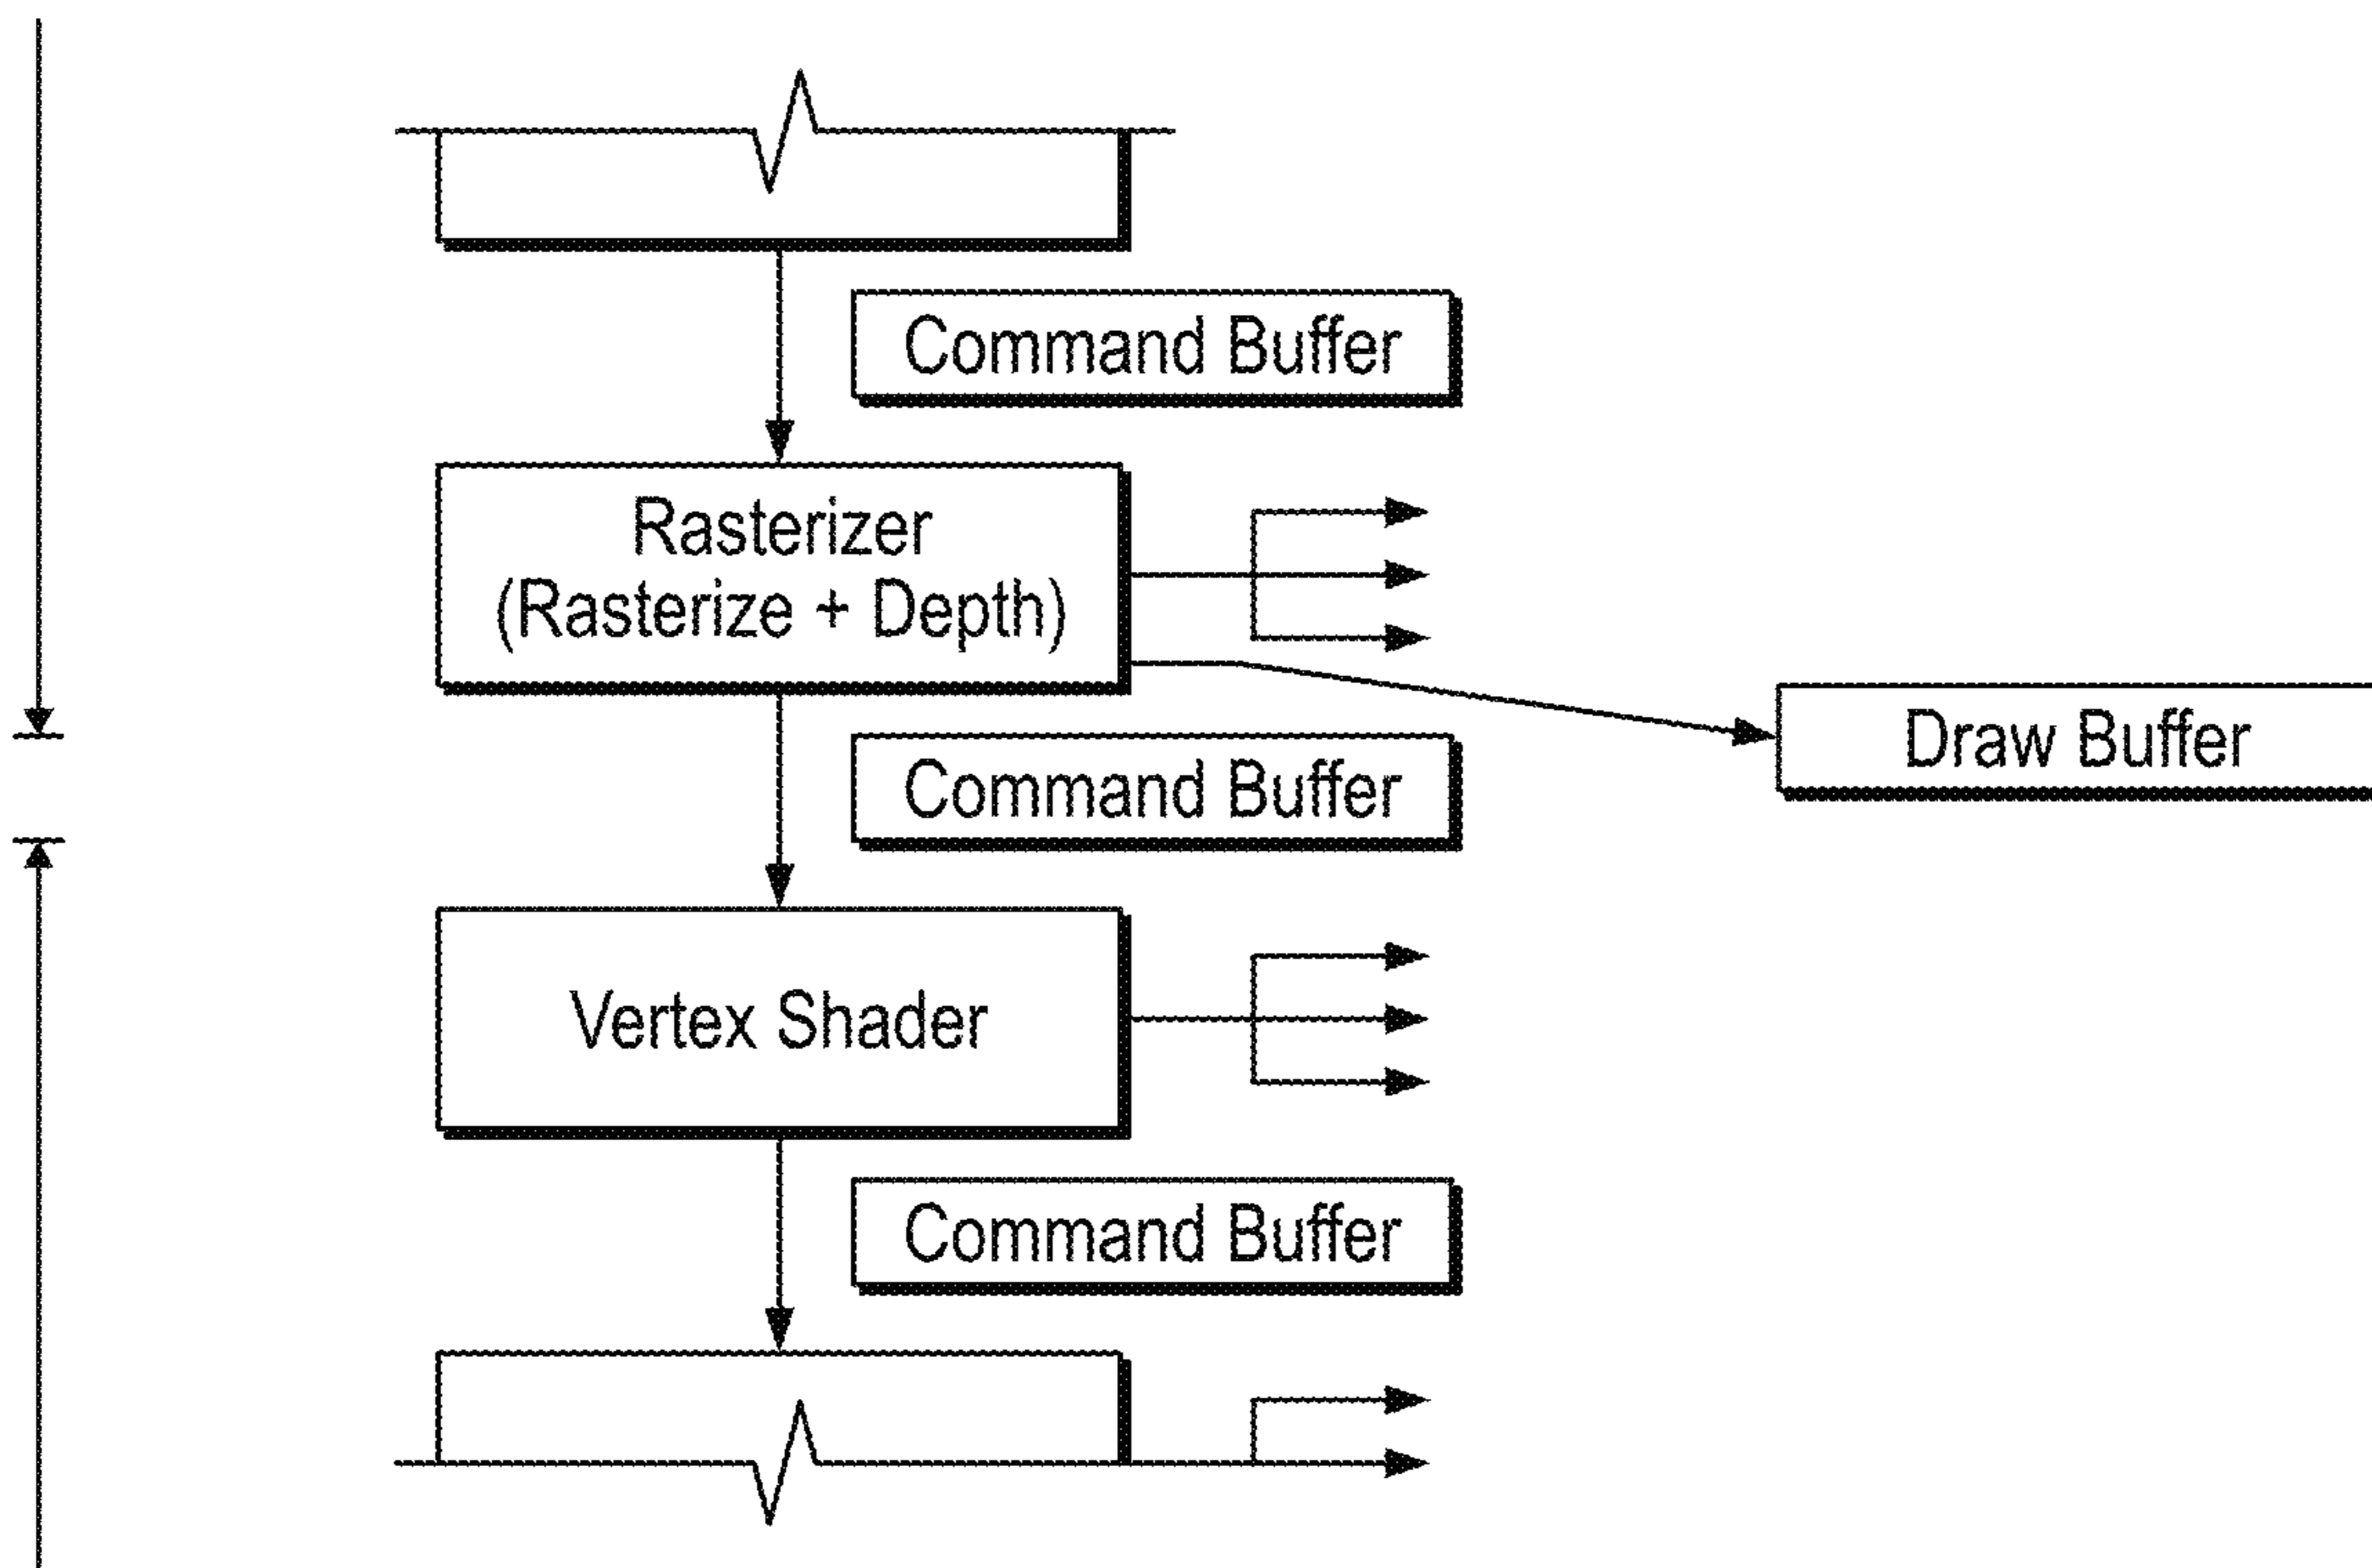 Command Buffer
Rasterizer
(Rasterize + Depth)
Draw Buffer
Command Buffer
Vertex Shader
Command Buffer